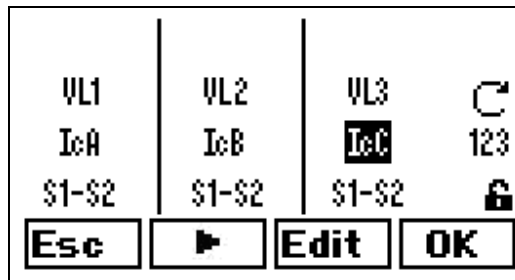 VL1 VL2 VL3
IcA IcB IcC 123
S1-S2 S1-S2 S1-S2
Esc Edit OK